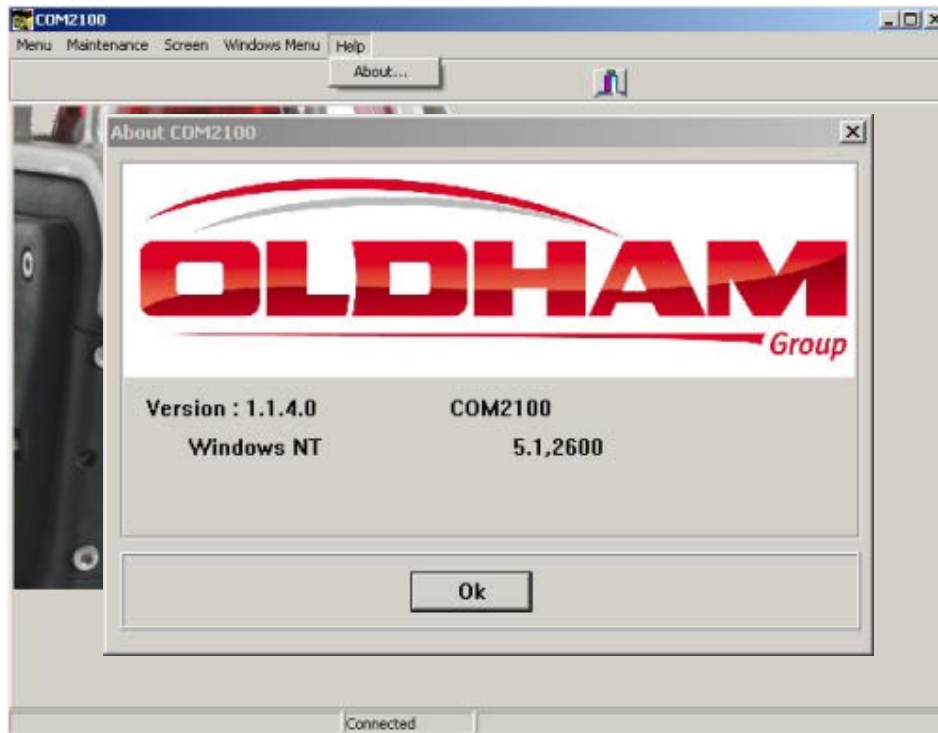 COM2100
Menu Maintenance Screen Windows Menu Help
About...
About COM2100
OLDHAM
Group
Version : 1.1.4.0 COM2100
Windows NT 5.1,2600
Ok
Connected